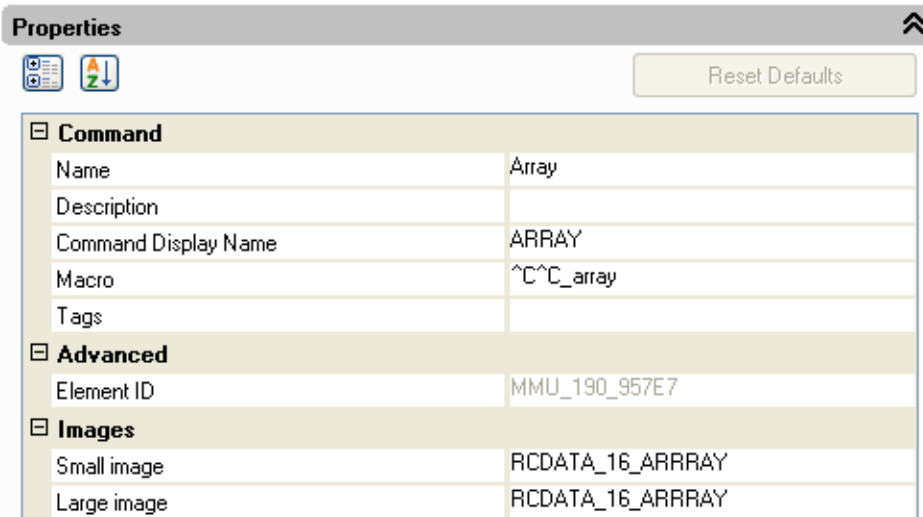 Properties
Reset Defaults
Command
Name Array
Description
Command Display Name ARRAY
Macro ^C^C_array
Tags
Advanced
Element ID MMU_190_957E7
Images
Small image RCDATA_16_ARRRAY
Large image RCDATA_16_ARRRAY